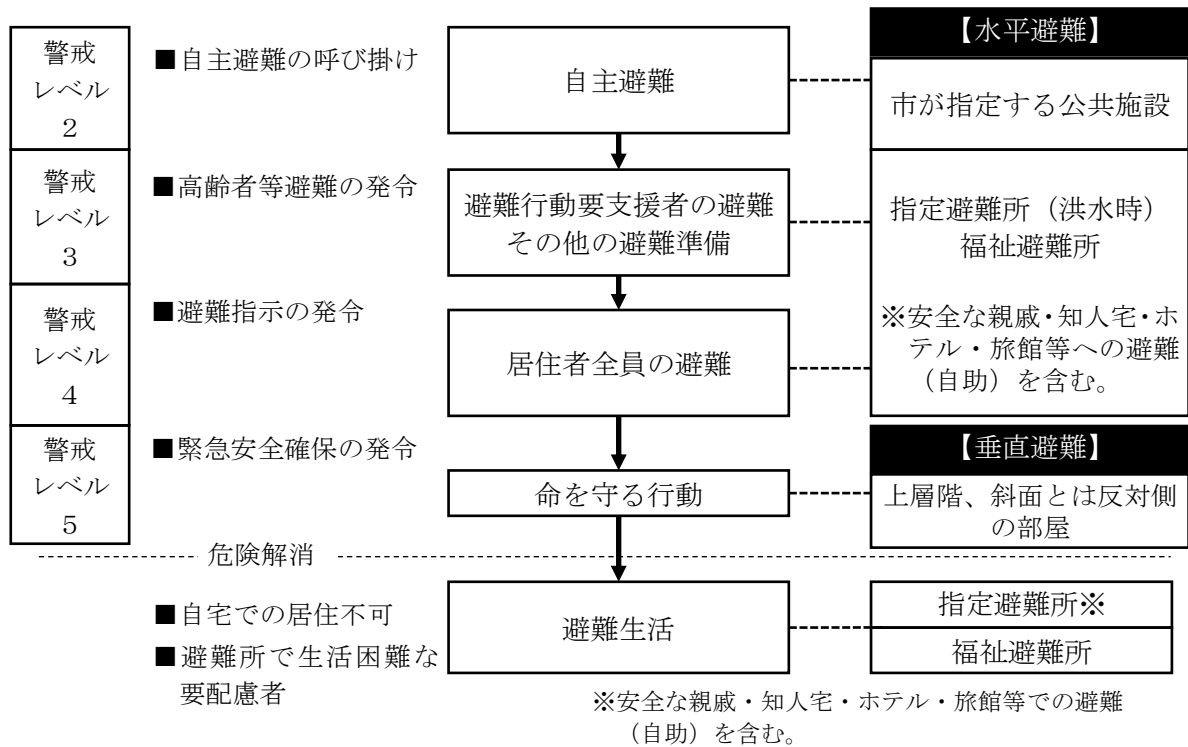 警戒
レベル
2
■自主避難の呼び掛け
自主避難
【水平避難】
市が指定する公共施設
警戒
レベル
3
■高齢者等避難の発令
避難行動要支援者の避難
その他の避難準備
指定避難所（洪水時）
福祉避難所
※安全な親戚・知人宅・ホ
テル・旅館等への避難
（自助）を含む。
警戒
レベル
4
■避難指示の発令
居住者全員の避難
警戒
レベル
5
■緊急安全確保の発令
命を守る行動
【垂直避難】
上層階、斜面とは反対側
の部屋
危険解消
■自宅での居住不可
■避難所で生活困難な
要配慮者
避難生活
指定避難所※
福祉避難所
※安全な親戚・知人宅・ホテル・旅館等での避難
（自助）を含む。